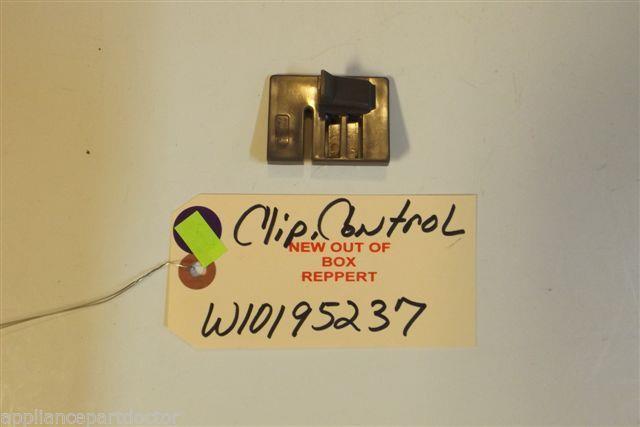 Clip, Control
NEW OUT OF
BOX
REPPERT
W10195237
appliancepartdoctor